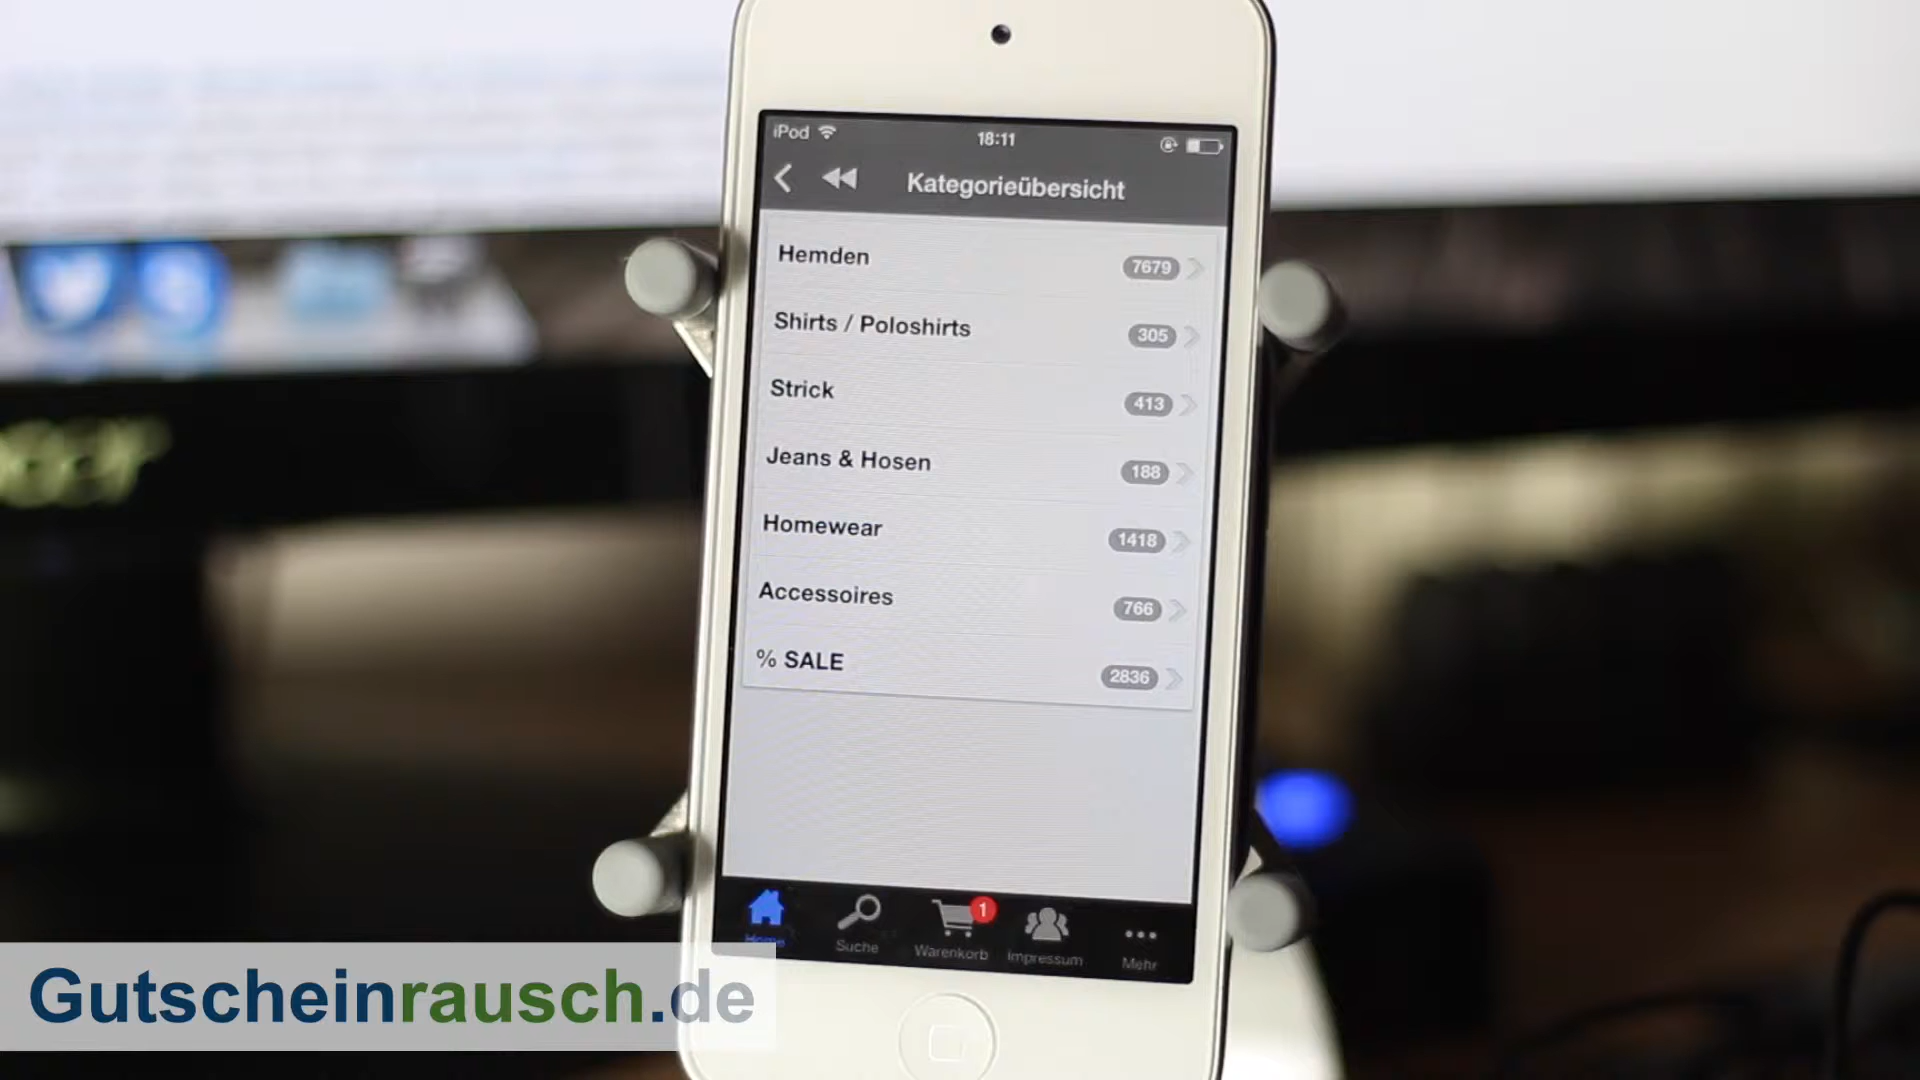 iPod
18:11
Kategorieübersicht
Hemden 7679
Shirts / Poloshirts 305
Strick 413
Jeans & Hosen 188
Homewear 1418
Accessoires 766
% SALE 2836
1
Home Suche Warenkorb Impressum Mehr
Gutscheinrausch.de